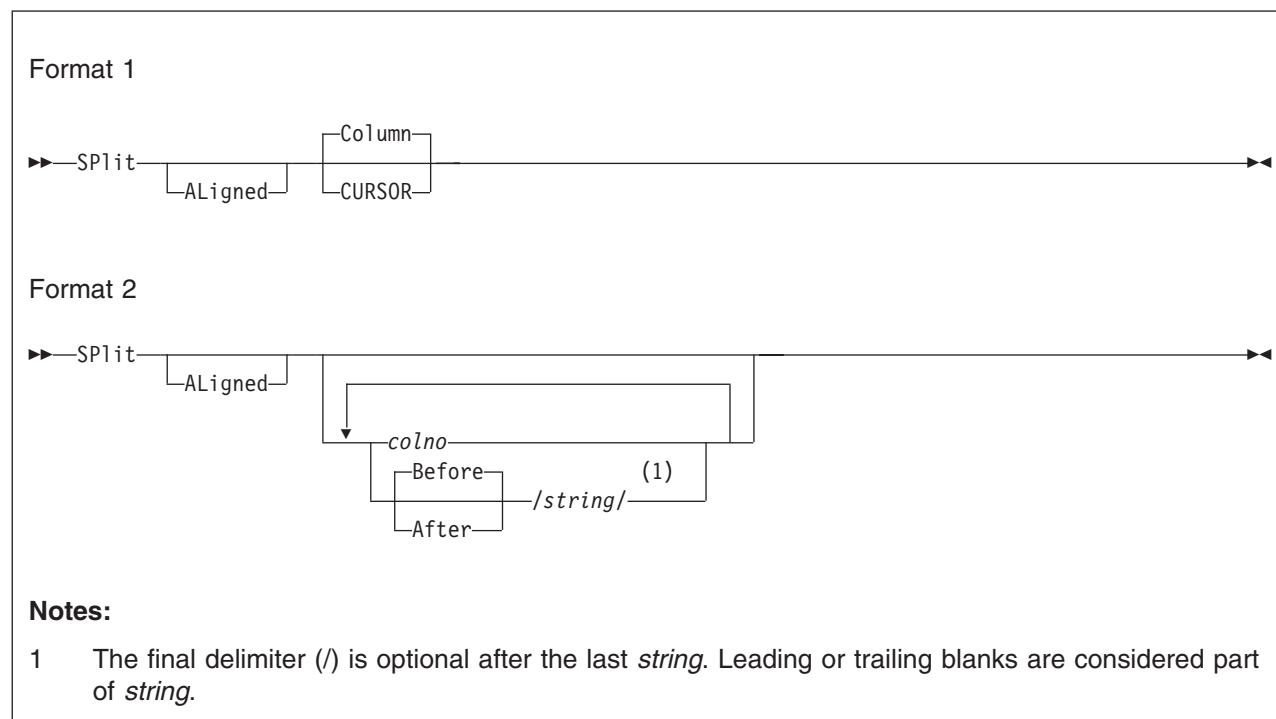 Format 1
Column
SPlit
ALigned
CURSOR
Format 2
SPlit
ALigned
colno
Before
(1)
/string/
After
Notes:
1 The final delimiter (/) is optional after the last string. Leading or trailing blanks are considered part
of string.